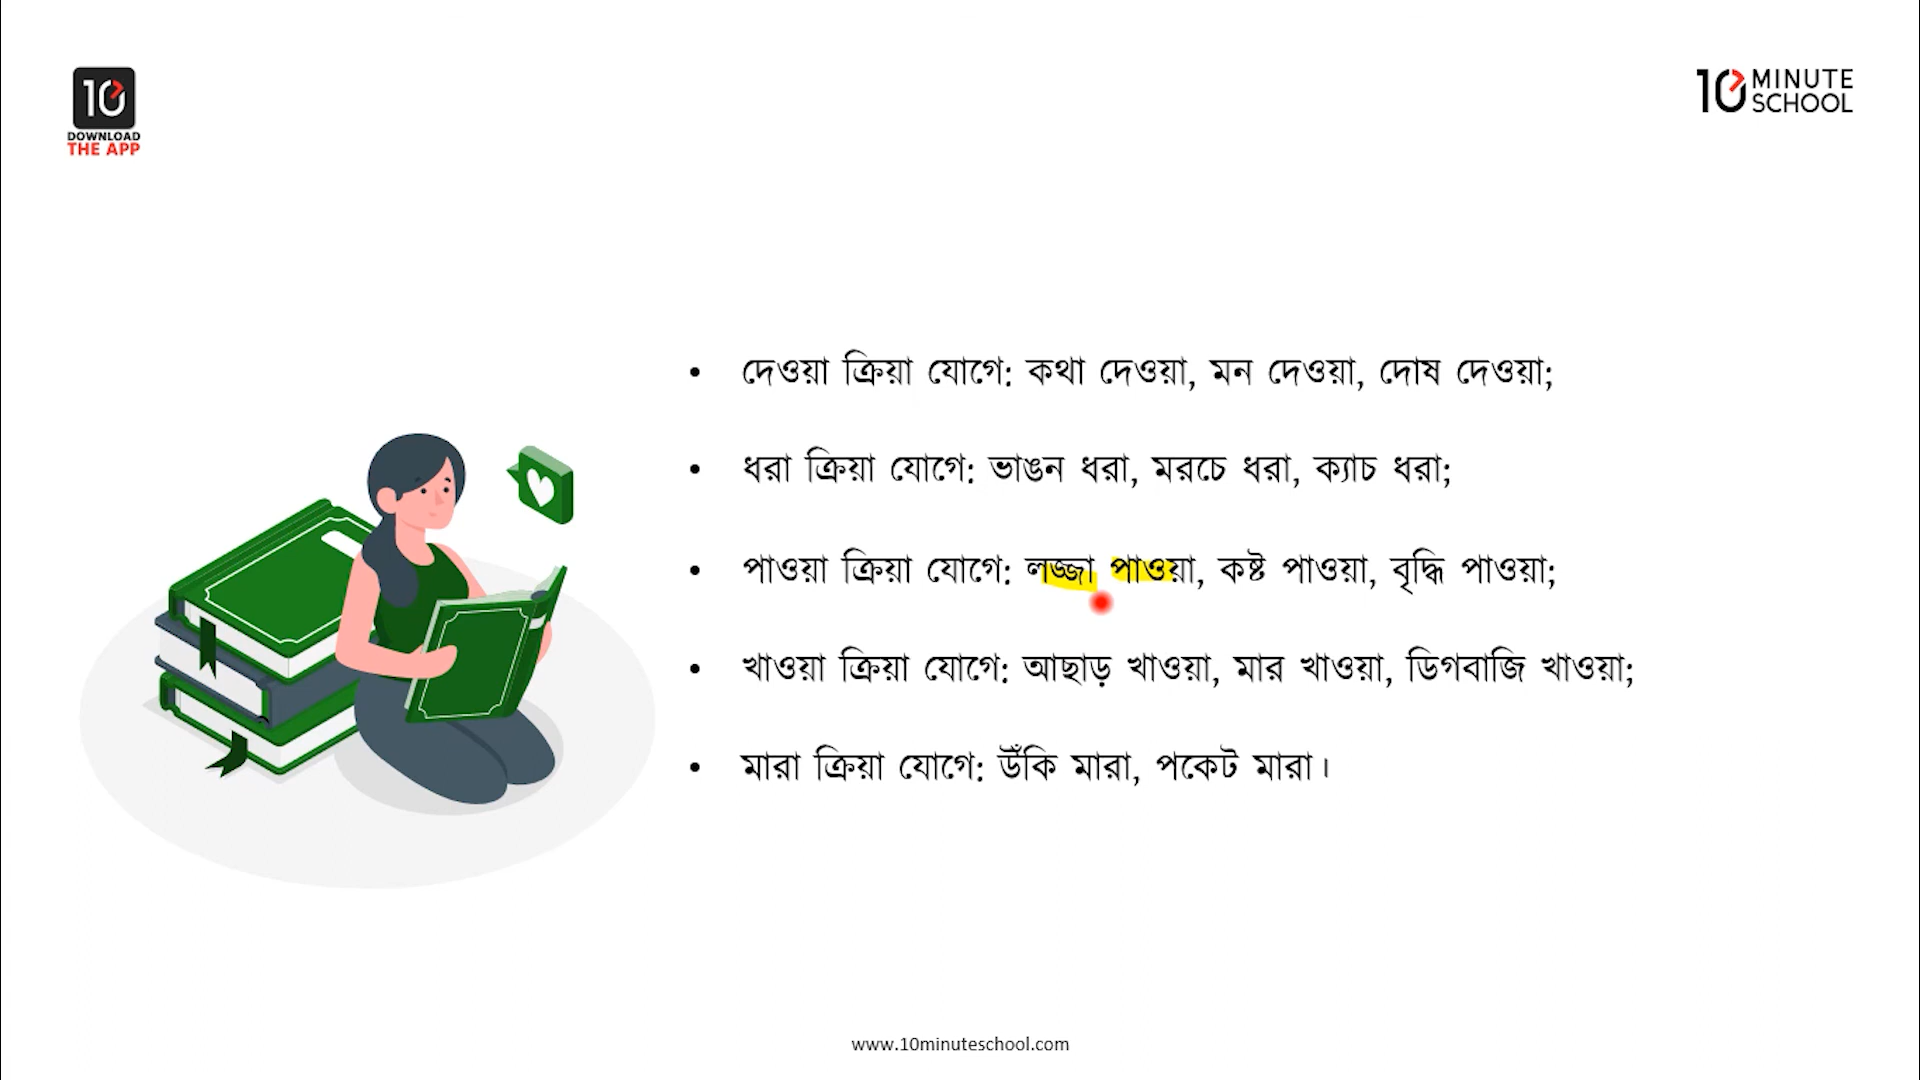 10
DOWNLOAD
THE APP
10 MINUTE
SCHOOL
• দেওয়া ক্রিয়া যোগে: কথা দেওয়া, মন দেওয়া, দোষ দেওয়া;
• ধরা ক্রিয়া যোগে: ভাঙন ধরা, মরচে ধরা, ক্যাচ ধরা;
• পাওয়া ক্রিয়া যোগে: লজ্জা পাওয়া, কষ্ট পাওয়া, বৃদ্ধি পাওয়া;
• খাওয়া ক্রিয়া যোগে: আছাড় খাওয়া, মার খাওয়া, ডিগবাজি খাওয়া;
• মারা ক্রিয়া যোগে: উঁকি মারা, পকেট মারা।
www.10minuteschool.com